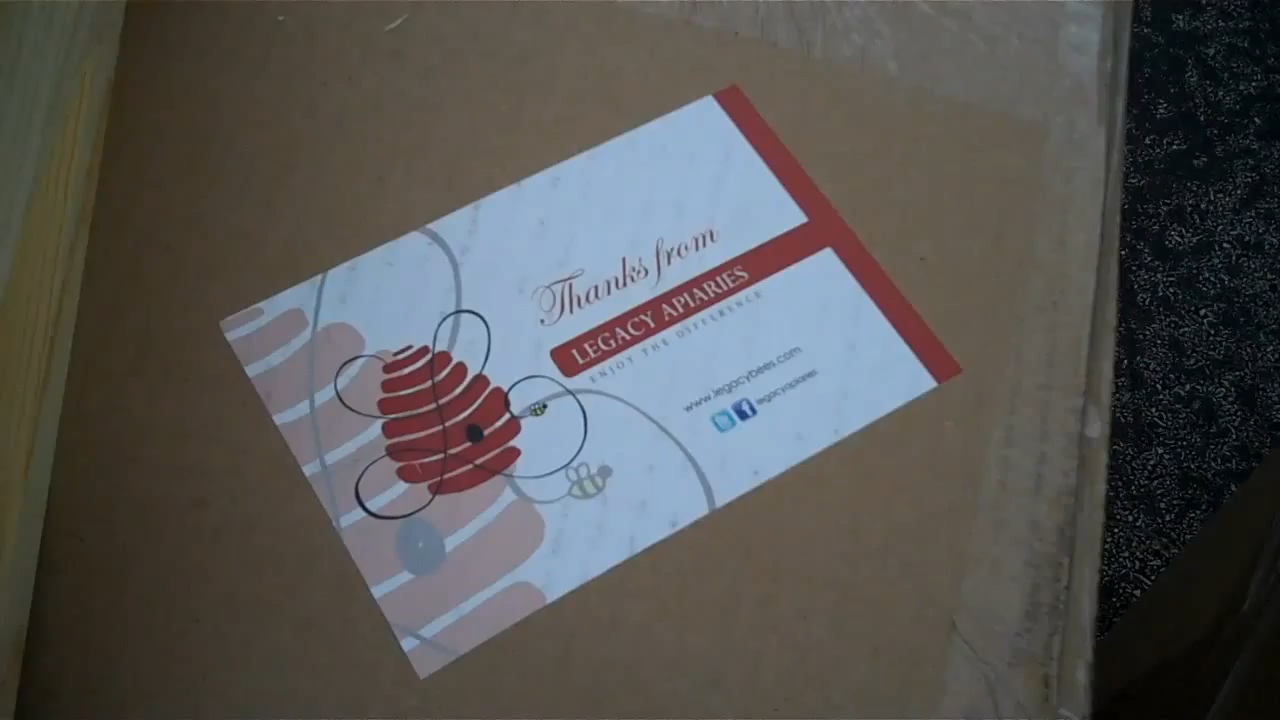 Thanks from
LEGACY APIARIES
ENJOY THE DIFFERENCE
www.legacybees.com
legacyapiaries